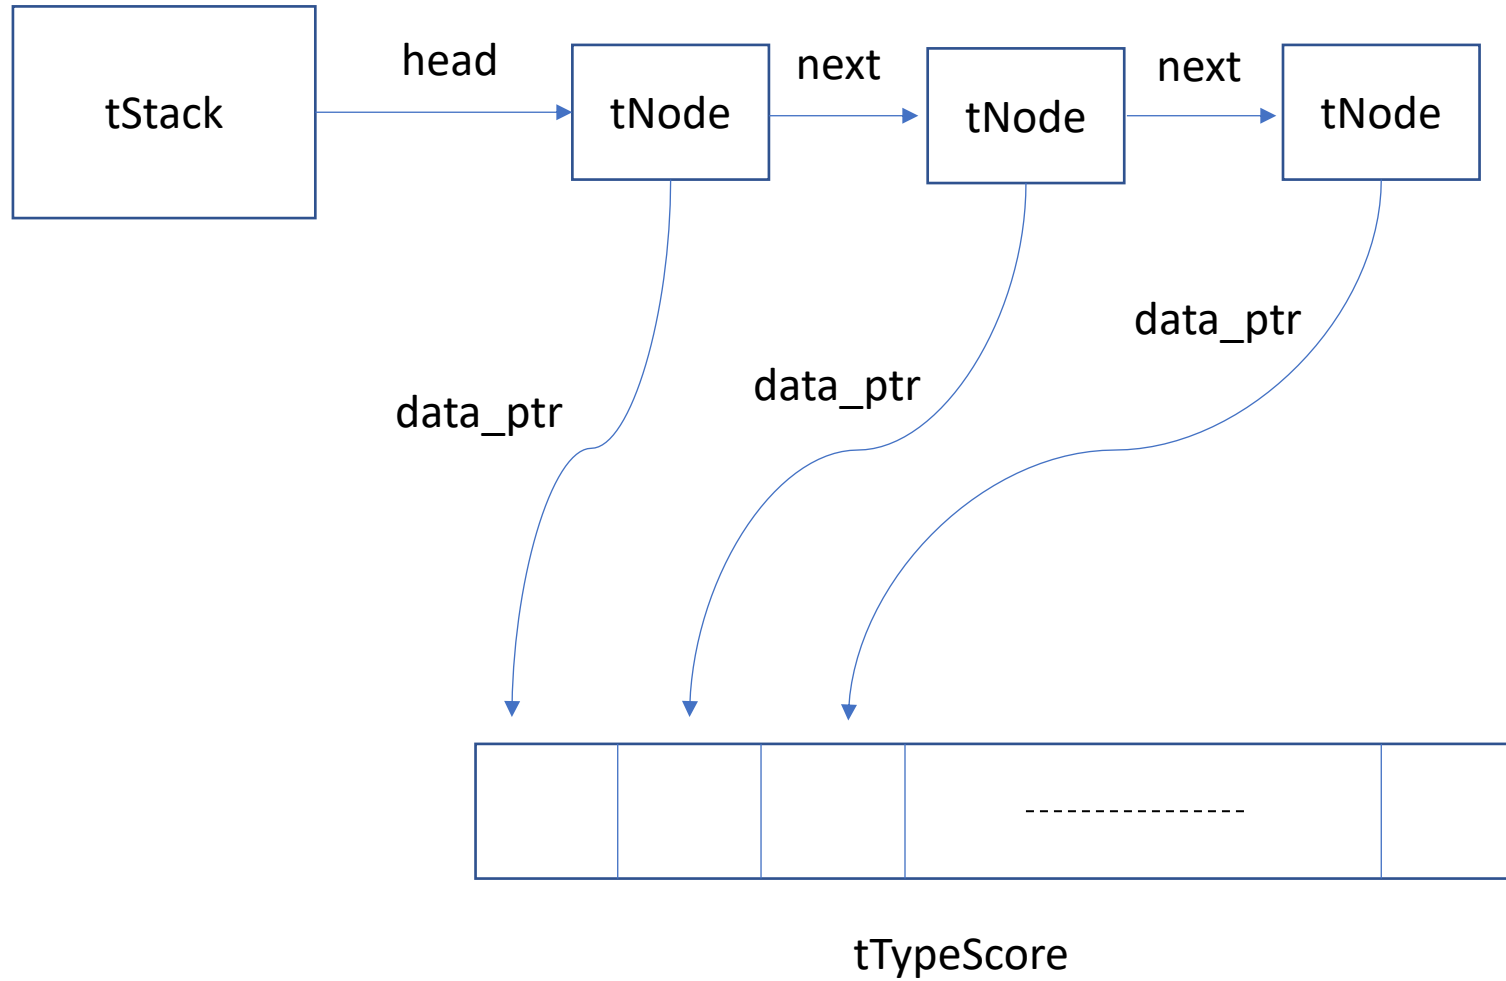 head
next
next
tStack
tNode
tNode
tNode
data_ptr
data_ptr
data_ptr
tTypeScore